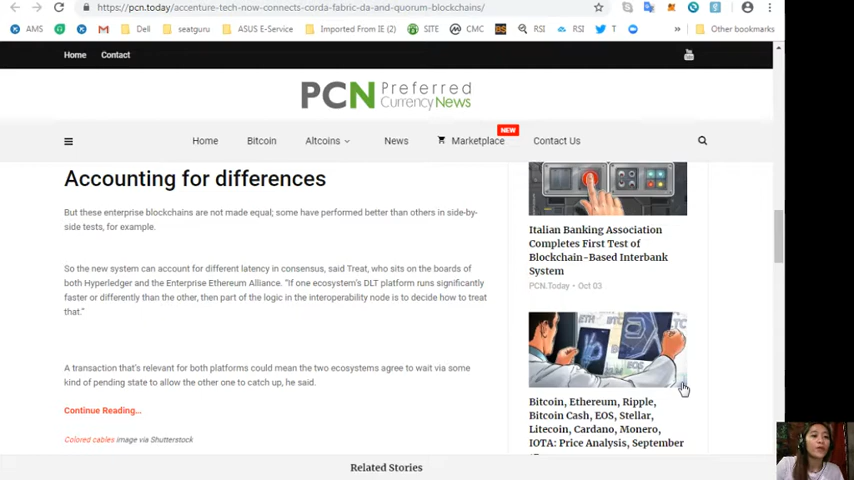 https://pcn.today/accenture-tech-now-connects-corda-fabric-da-and-quorum-blockchains/
AMS
M
Dell
seatguru
ASUS E-Service
Imported From IE (2)
SITE
CMC
BS
RSI
RSI
T
»
Other bookmarks
Home
Contact
You
PCN Preferred
Currency News
Home
Bitcoin
Altcoins
News
Marketplace
NEW
Contact Us
Accounting for differences
But these enterprise blockchains are not made equal; some have performed better than others in side-by-
side tests, for example.
So the new system can account for different latency in consensus, said Treat, who sits on the boards of
both Hyperledger and the Enterprise Ethereum Alliance. "If one ecosystem's DLT platform runs significantly
faster or differently than the other, then part of the logic in the interoperability node is to decide how to treat
that."
A transaction that's relevant for both platforms could mean the two ecosystems agree to wait via some
kind of pending state to allow the other one to catch up, he said.
Continue Reading...
Colored cables image via Shutterstock
Italian Banking Association
Completes First Test of
Blockchain-Based Interbank
System
PCN.Today • Oct 03
ETH
LTC
Bitcoin, Ethereum, Ripple,
Bitcoin Cash, EOS, Stellar,
Litecoin, Cardano, Monero,
IOTA: Price Analysis, September
Related Stories